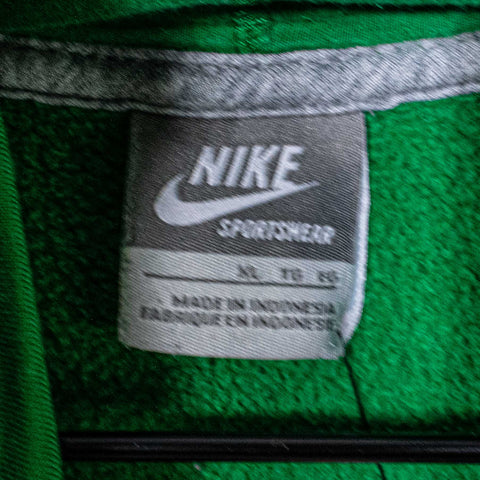 NIKE
SPORTSWEAR
XL TG EG
MADE IN INDONESIA
FABRIQUE EN INDONESIE